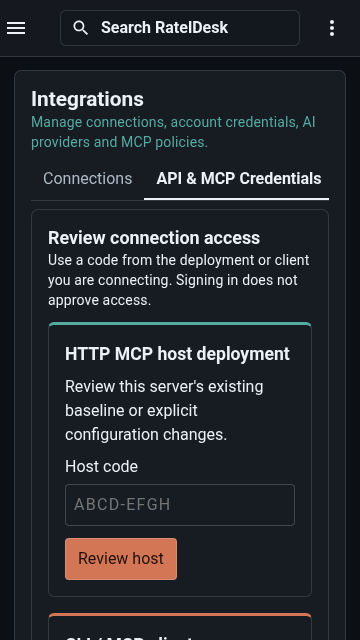 Search RatelDesk
Integrations
Manage connections, account credentials, AI
providers and MCP policies.
Connections
API & MCP Credentials
Review connection access
Use a code from the deployment or client
you are connecting. Signing in does not
approve access.
HTTP MCP host deployment
Review this server's existing
baseline or explicit
configuration changes.
Host code
ABCD-EFGH
Review host